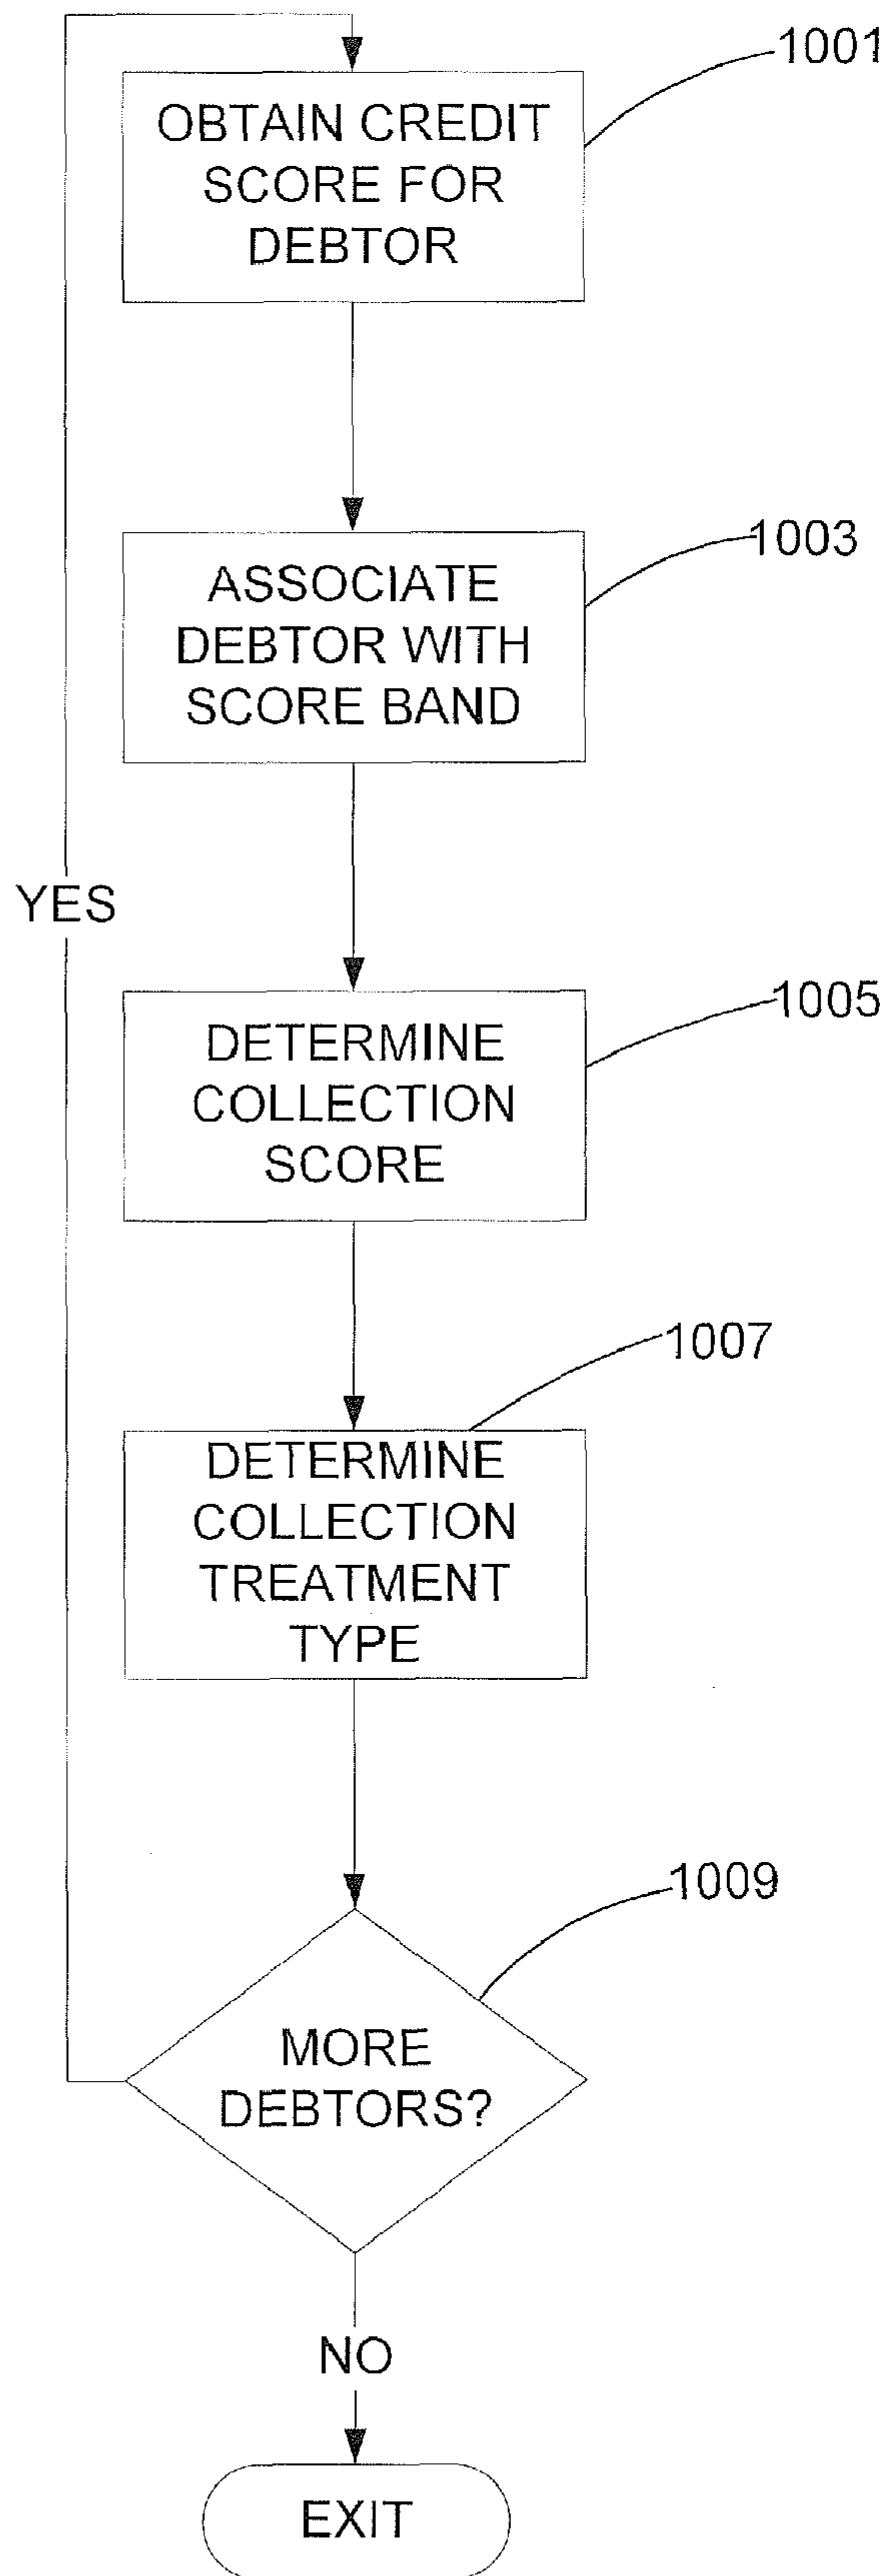 1001
OBTAIN CREDIT
SCORE FOR
DEBTOR
1003
ASSOCIATE
DEBTOR WITH
SCORE BAND
YES
1005
DETERMINE
COLLECTION
SCORE
1007
DETERMINE
COLLECTION
TREATMENT
TYPE
1009
MORE
DEBTORS?
NO
EXIT